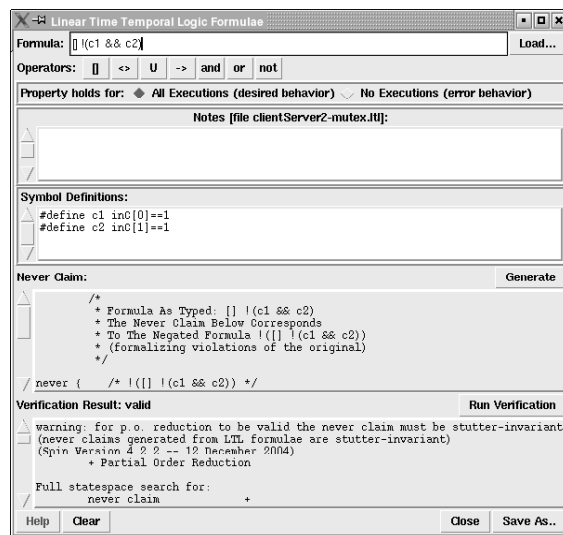 Linear Time Temporal Logic Formulae
Formula: [] !(c1 && c2) Load...
Operators: [] <> U -> and or not
Property holds for: All Executions (desired behavior) No Executions (error behavior)
Notes [file clientServer2-mutex.ltl]:
Symbol Definitions:
#define c1 inC[0]==1
#define c2 inC[1]==1
Never Claim: Generate
/*
* Formula As Typed: [] !(c1 && c2)
* The Never Claim Below Corresponds
* To The Negated Formula !([] !(c1 && c2))
* (formalizing violations of the original)
*/
never { /* !([] !(c1 && c2)) */
Verification Result: valid Run Verification
warning: for p.o. reduction to be valid the never claim must be stutter-invariant
(never claims generated from LTL formulae are stutter-invariant)
(Spin Version 4.2.2 -- 12 December 2004)
+ Partial Order Reduction
Full statespace search for:
never claim +
Help Clear Close Save As..